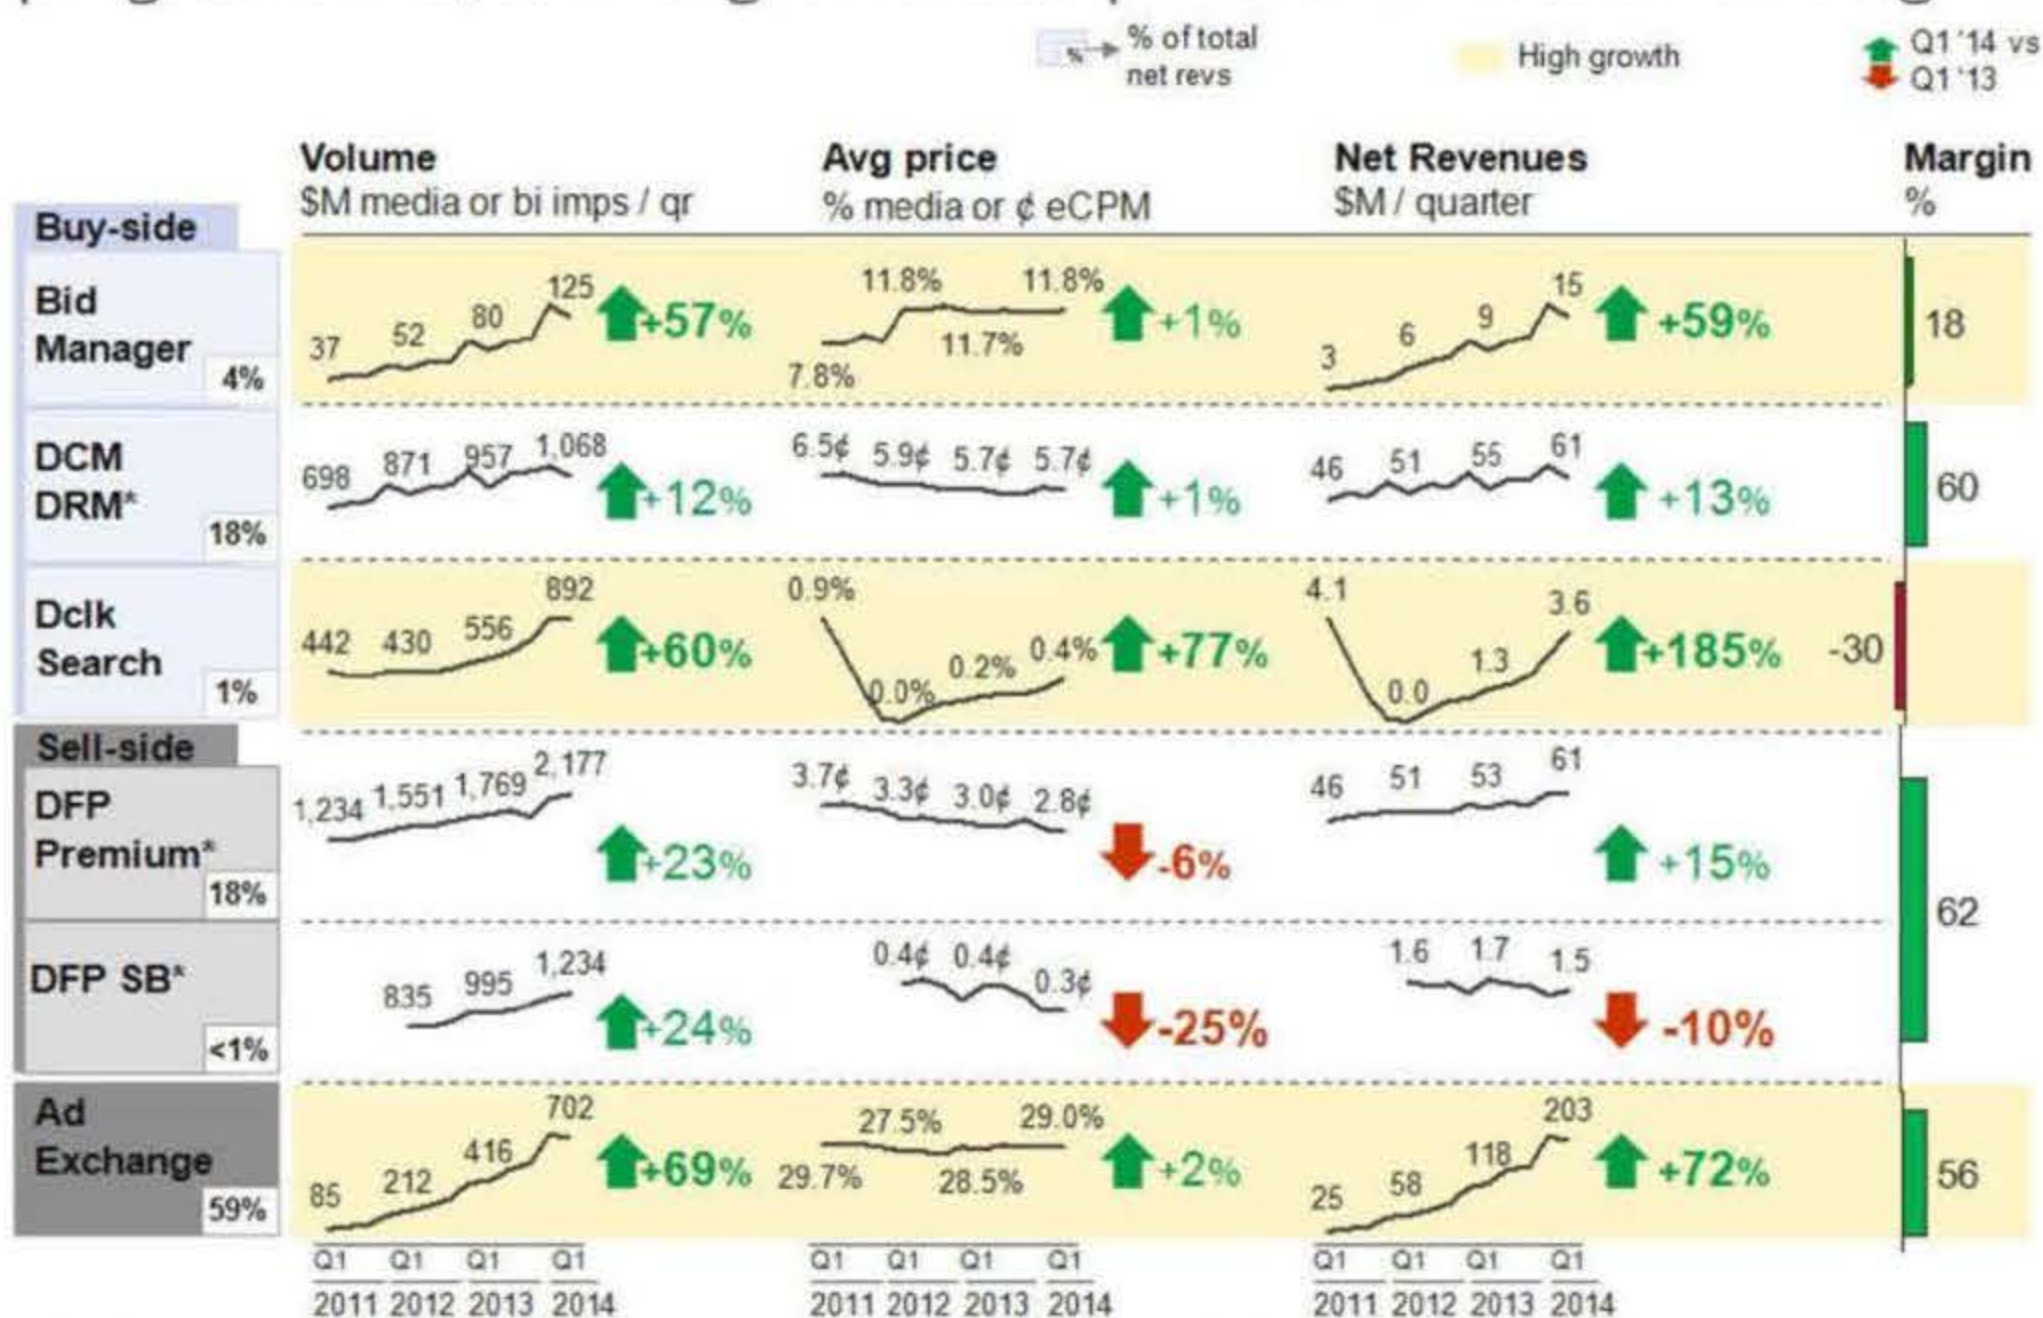 % % of total
net revs
High growth
Q1 '14 vs
Q1 '13
Volume Avg price Net Revenues Margin
$M media or bi imps / qr % media or ¢ eCPM $M / quarter %
Buy-side
Bid
Manager
4%
37 52 80 125 +57%
7.8% 11.8% 11.7% 11.8% +1%
3 6 9 15 +59%
18
DCM
DRM*
18%
698 871 957 1,068 +12%
6.5¢ 5.9¢ 5.7¢ 5.7¢ +1%
46 51 55 61 +13%
60
Dclk
Search
1%
442 430 556 892 +60%
0.9% 0.0% 0.2% 0.4% +77%
4.1 0.0 1.3 3.6 +185%
-30
Sell-side
DFP
Premium*
18%
1,234 1,551 1,769 2,177 +23%
3.7¢ 3.3¢ 3.0¢ 2.8¢ -6%
46 51 53 61 +15%
62
DFP SB*
<1%
835 995 1,234 +24%
0.4¢ 0.4¢ 0.3¢ -25%
1.6 1.7 1.5 -10%
Ad
Exchange
59%
85 212 416 702 +69%
29.7% 27.5% 28.5% 29.0% +2%
25 58 118 203 +72%
56
Q1 Q1 Q1 Q1 Q1 Q1 Q1 Q1 Q1 Q1 Q1 Q1
2011 2012 2013 2014 2011 2012 2013 2014 2011 2012 2013 2014